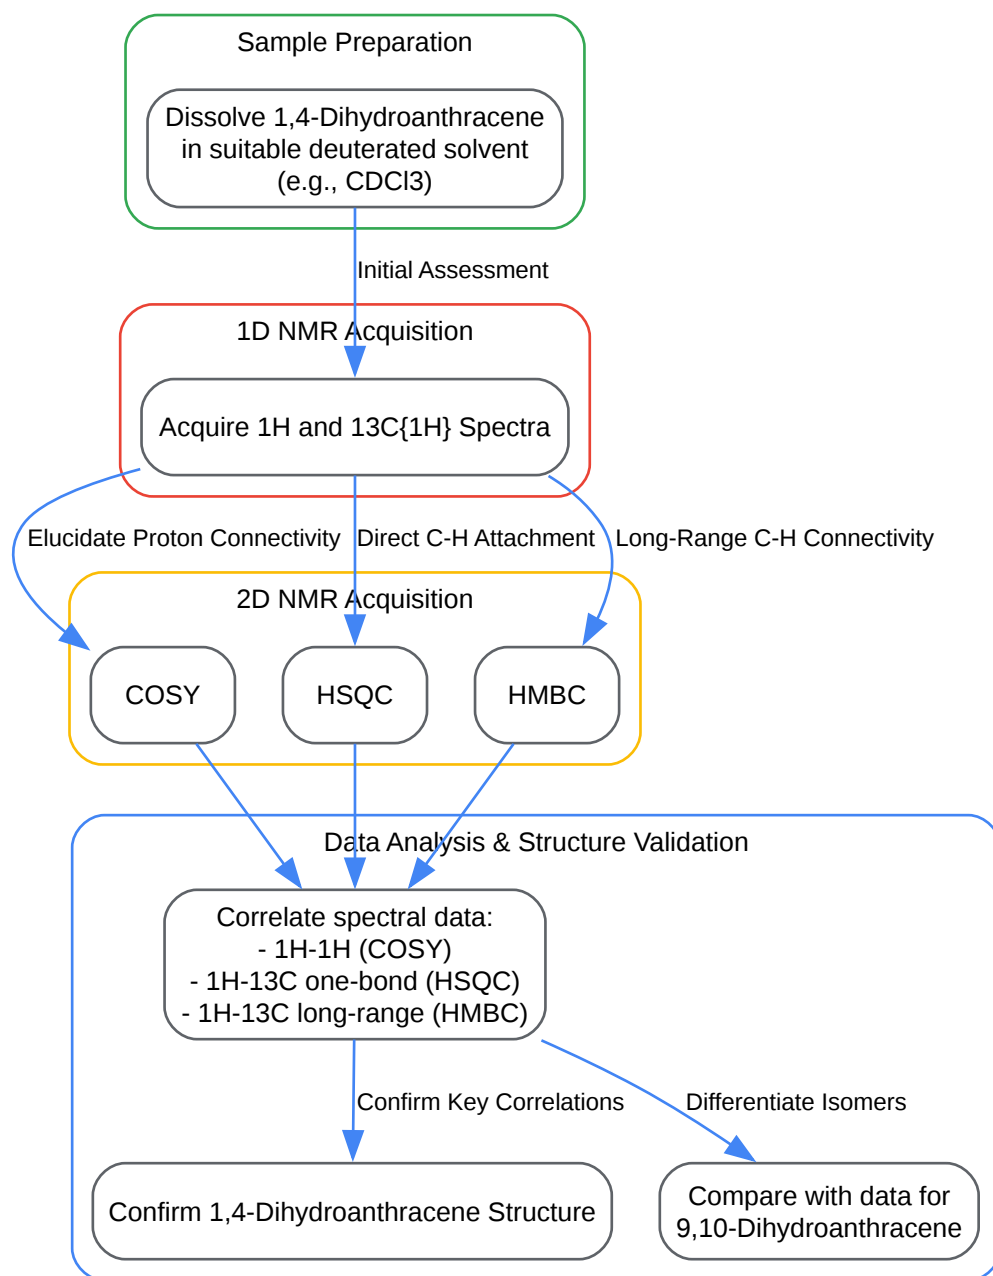 Sample Preparation
Dissolve 1,4-Dihydroanthracene
in suitable deuterated solvent
(e.g., CDCl3)
Initial Assessment
1D NMR Acquisition
Acquire 1H and 13C{1H} Spectra
Elucidate Proton Connectivity
Direct C-H Attachment
Long-Range C-H Connectivity
2D NMR Acquisition
COSY
HSQC
HMBC
Data Analysis & Structure Validation
Correlate spectral data:
- 1H-1H (COSY)
- 1H-13C one-bond (HSQC)
- 1H-13C long-range (HMBC)
Confirm Key Correlations
Differentiate Isomers
Confirm 1,4-Dihydroanthracene Structure
Compare with data for
9,10-Dihydroanthracene